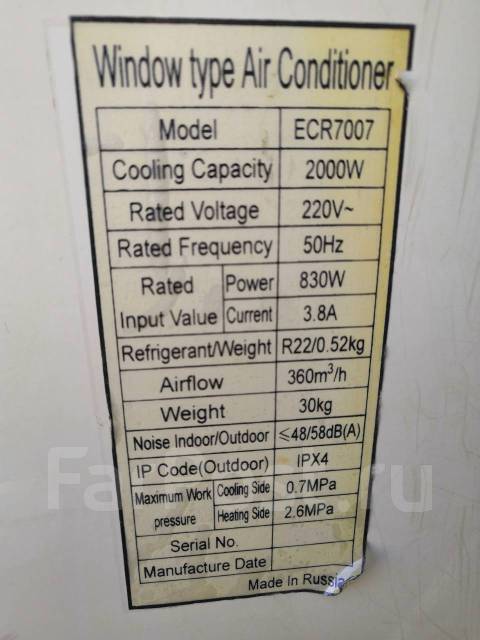 Window type Air Conditioner
Model ECR7007
Cooling Capacity 2000W
Rated Voltage 220V~
Rated Frequency 50Hz
Rated Input Value Power 830W
Current 3.8A
Refrigerant/Weight R22/0.52kg
Airflow 360m³/h
Weight 30kg
Noise Indoor/Outdoor ≤48/58dB(A)
IP Code(Outdoor) IPX4
Maximum Work pressure Cooling Side 0.7MPa
Heating Side 2.6MPa
Serial No.
Manufacture Date
Made in Russia